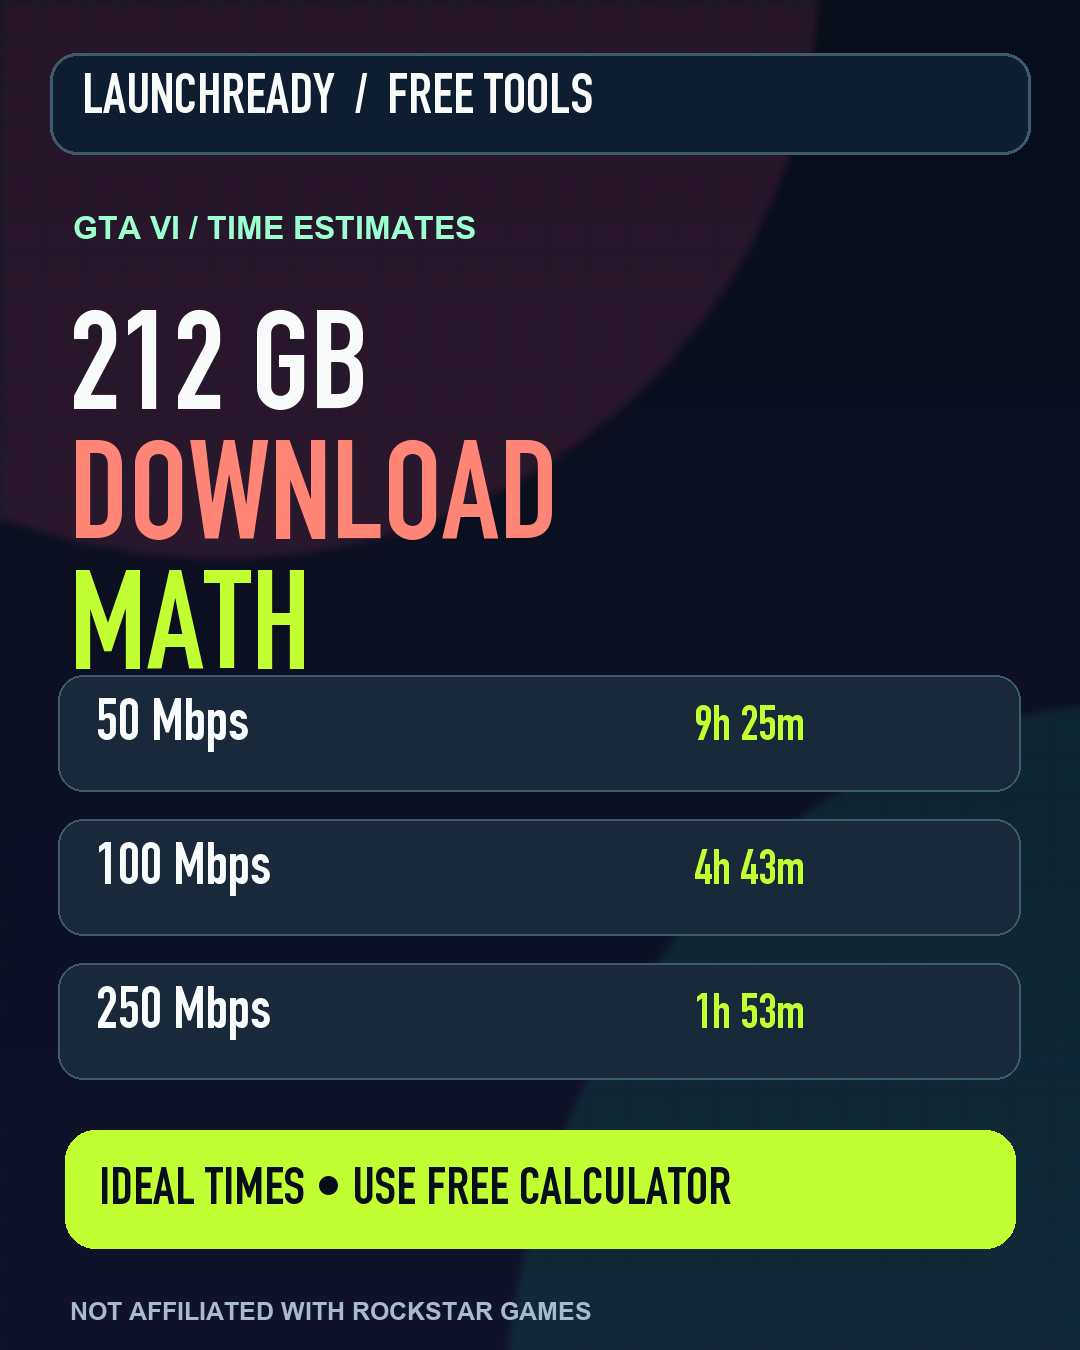 LAUNCHREADY / FREE TOOLS
GTA VI / TIME ESTIMATES
212 GB
DOWNLOAD
MATH
50 Mbps 9h 25m
100 Mbps 4h 43m
250 Mbps 1h 53m
IDEAL TIMES • USE FREE CALCULATOR
NOT AFFILIATED WITH ROCKSTAR GAMES